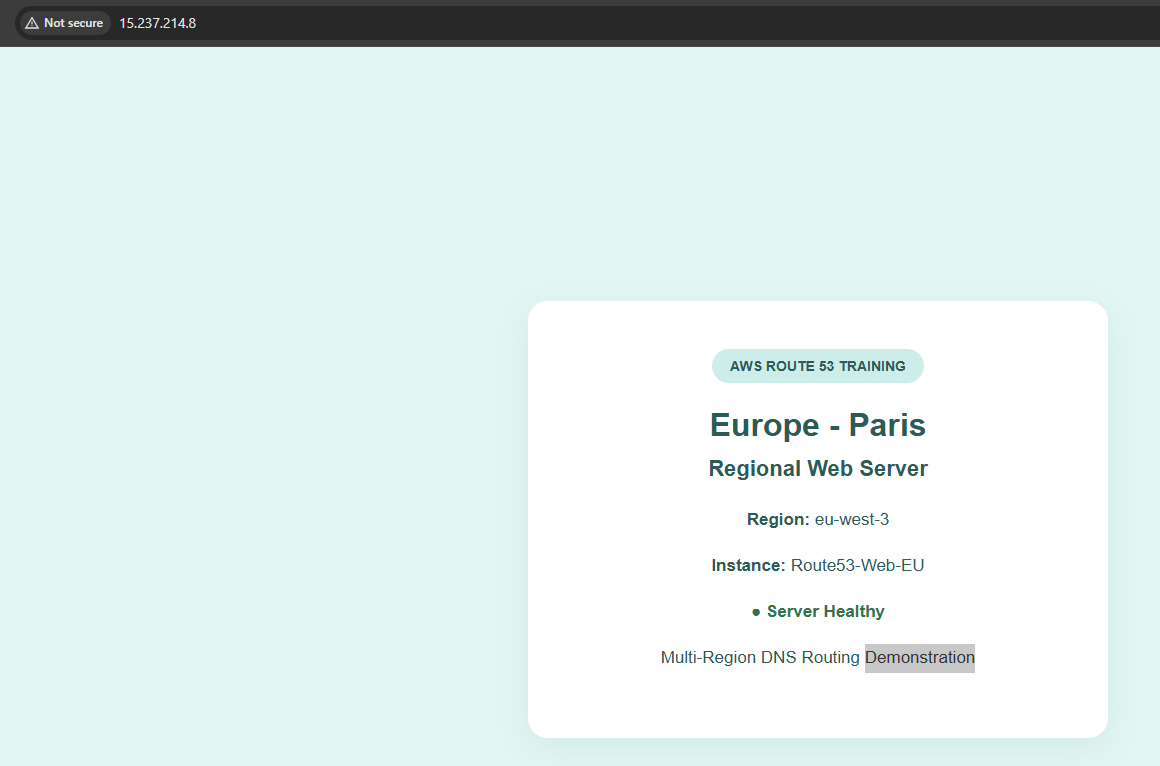 Not secure 15.237.214.8
AWS ROUTE 53 TRAINING
Europe - Paris
Regional Web Server
Region: eu-west-3
Instance: Route53-Web-EU
● Server Healthy
Multi-Region DNS Routing Demonstration